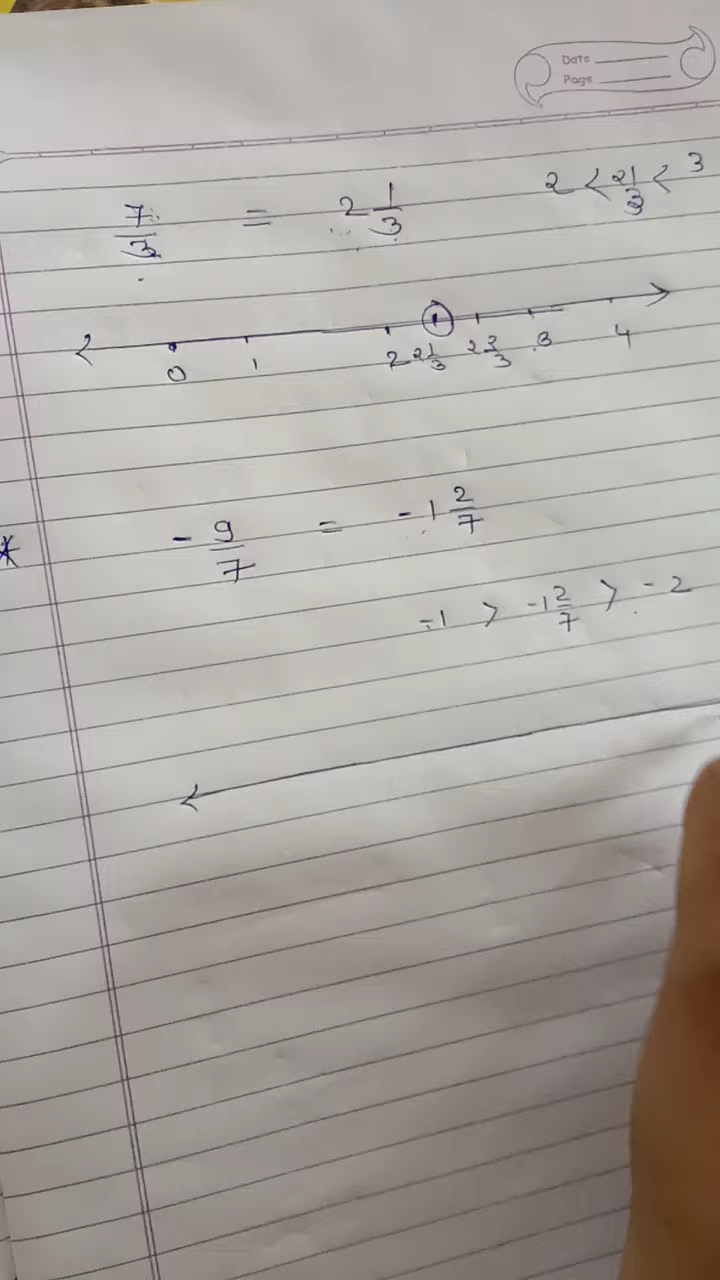 Date
Page
7/3 = 2 1/3 2 < 2 1/3 < 3
0 1 2 2 1/3 2 2/3 3 4
* - 9/7 = -1 2/7
-1 > -1 2/7 > -2